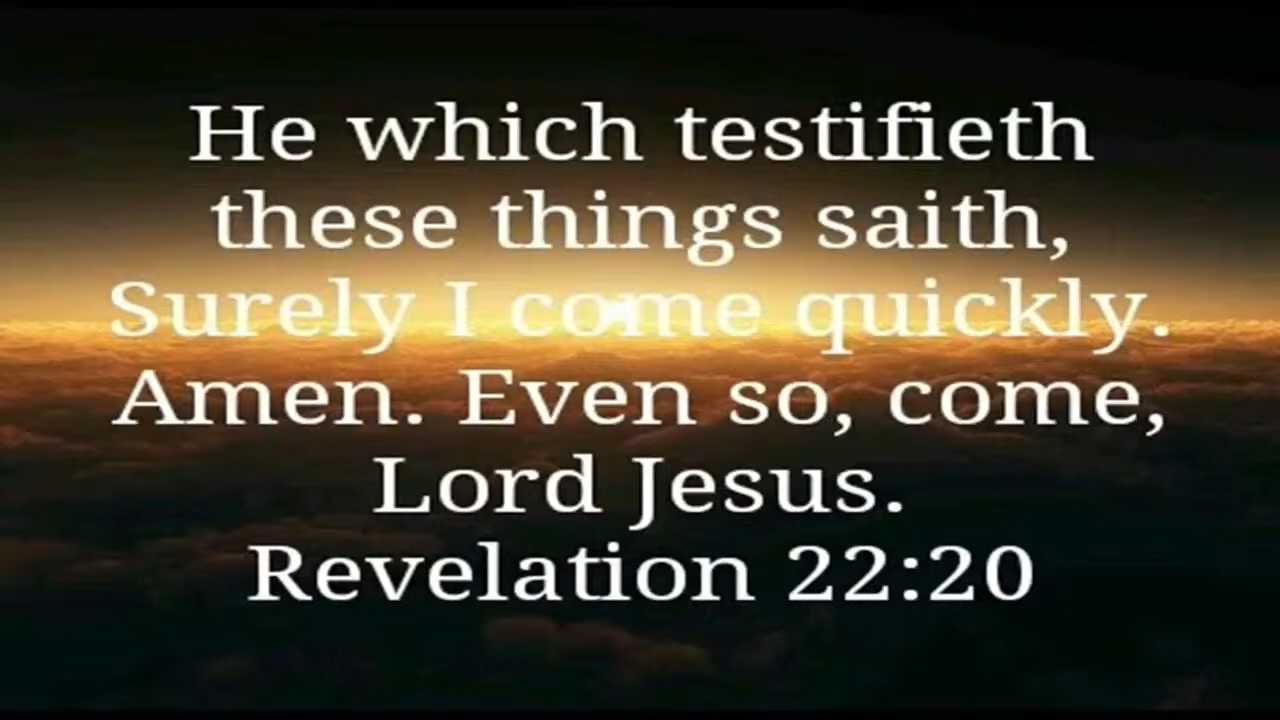 He which testifieth
these things saith,
Surely I come quickly.
Amen. Even so, come,
Lord Jesus.
Revelation 22:20